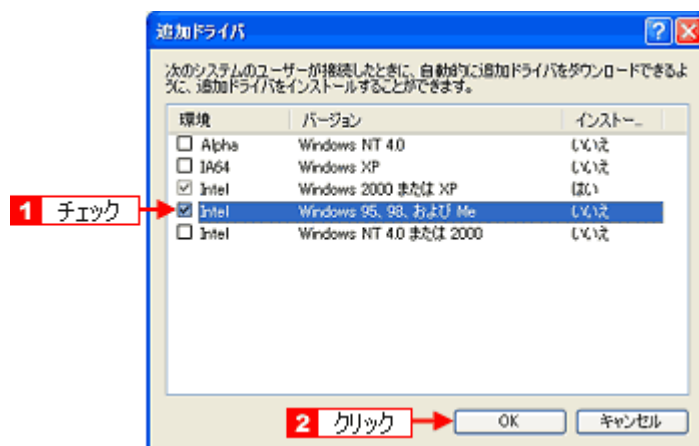 追加ドライバ
次のシステムのユーザーが接続したときに、自動的に追加ドライバをダウンロードできるよ
うに、追加ドライバをインストールすることができます。
環境 バージョン インストー...
Alpha Windows NT 4.0 いいえ
IA64 Windows XP いいえ
Intel Windows 2000 または XP はい
1 チェック Intel Windows 95、98、および Me いいえ
Intel Windows NT 4.0 または 2000 いいえ
2 クリック OK キャンセル